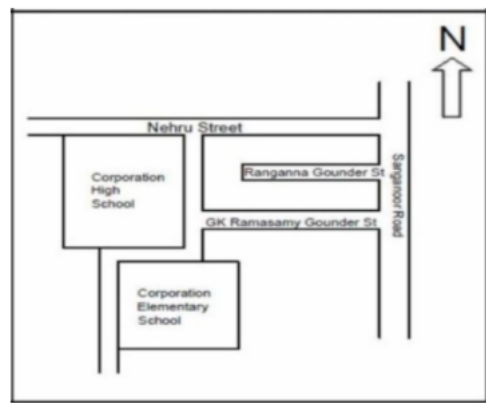 N
Nehru Street
Corporation
High
School
Ranganna Gounder St
Sanganoor Road
GK Ramasamy Gounder St
Corporation
Elementary
School